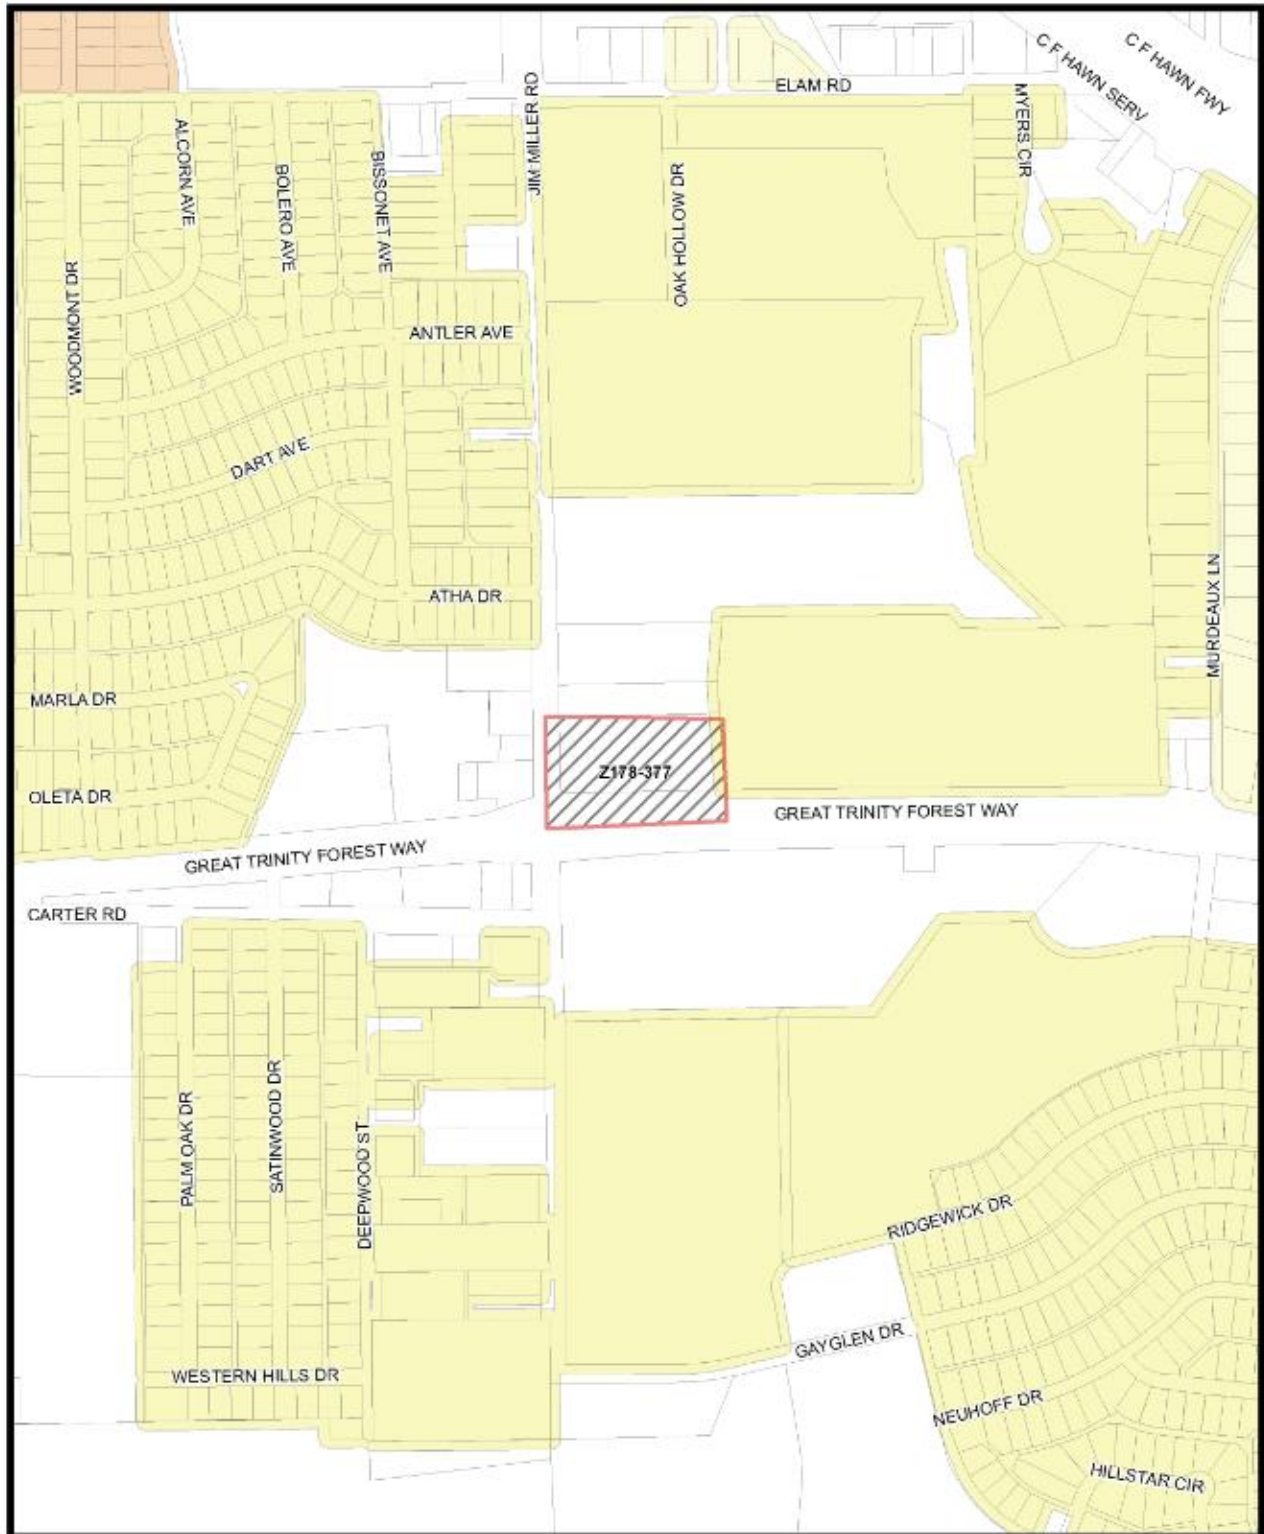 C F HAWN FWY
C F HAWN SERV
ELAM RD
JIM MILLER RD
MYERS CIR
ALCORN AVE
BOLERO AVE
BISSONET AVE
OAK HOLLOW DR
WOODMONT DR
ANTLER AVE
DART AVE
ATHA DR
MURDEAUX LN
MARLA DR
Z178-377
OLETA DR
GREAT TRINITY FOREST WAY
GREAT TRINITY FOREST WAY
CARTER RD
PALM OAK DR
SATINWOOD DR
DEEPWOOD ST
RIDGEWICK DR
GAYGLEN DR
WESTERN HILLS DR
NEUHOFF DR
HILLSTAR CIR